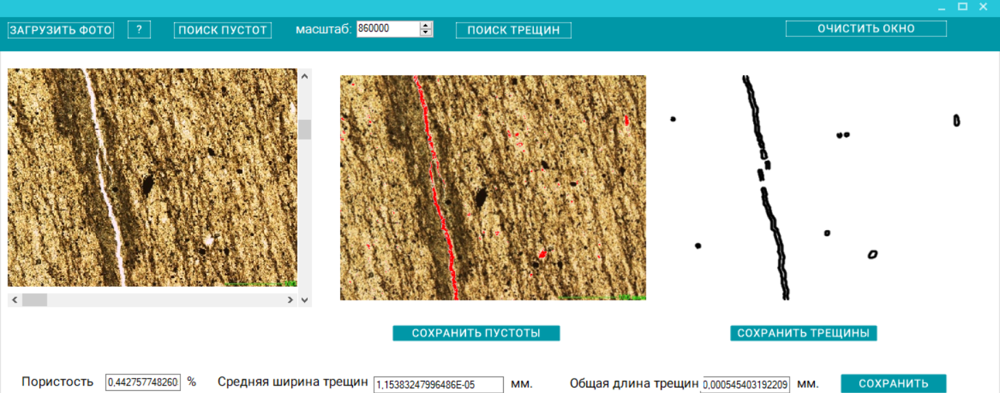 ЗАГРУЗИТЬ ФОТО ? ПОИСК ПУСТОТ масштаб: 860000 ПОИСК ТРЕЩИН ОЧИСТИТЬ ОКНО
СОХРАНИТЬ ПУСТОТЫ СОХРАНИТЬ ТРЕЩИНЫ
Пористость 0,442757748260 % Средняя ширина трещин 1,15383247996486E-05 мм. Общая длина трещин 0,000545403192209 мм. СОХРАНИТЬ